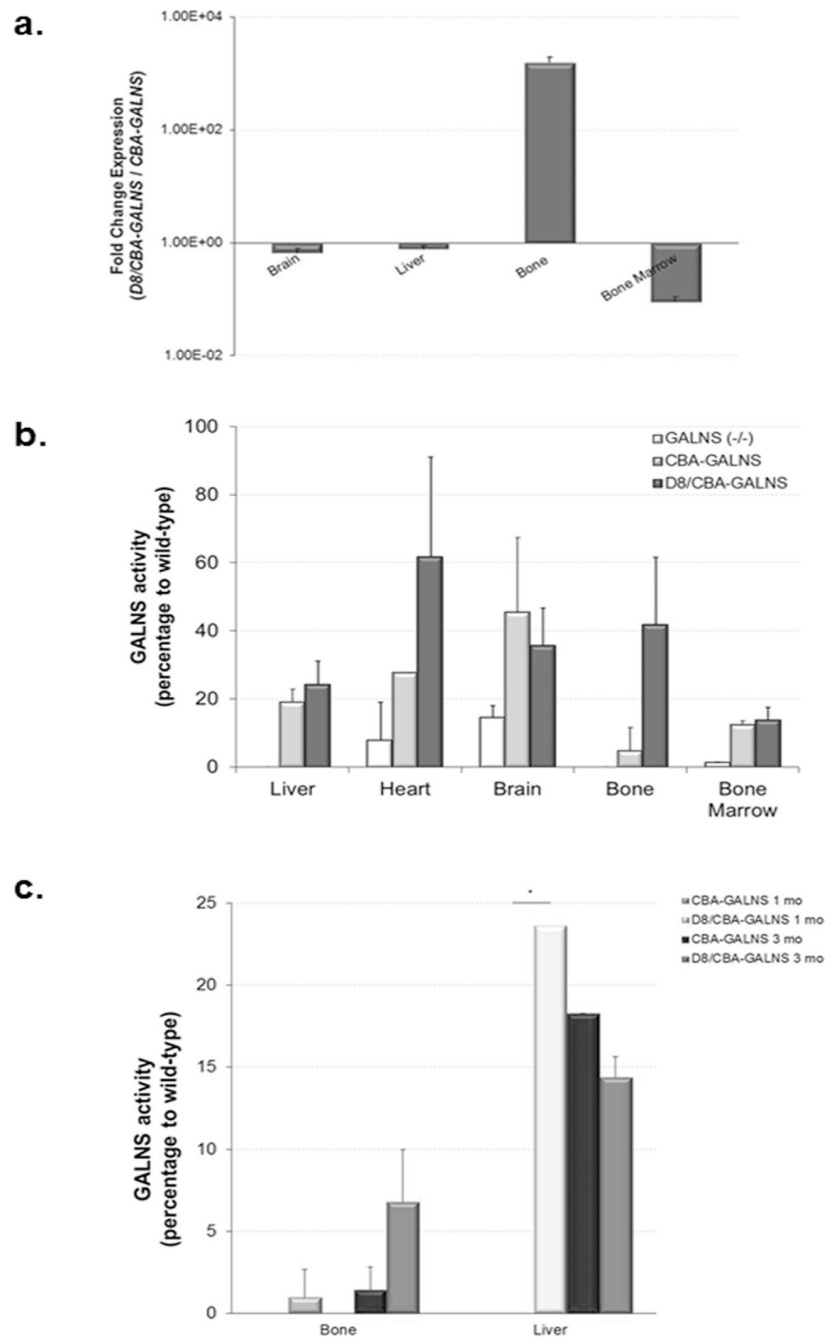 a.
Fold Change Expression
(D8/CBA-GALNS / CBA-GALNS)
1.00E+04
1.00E+02
1.00E+00
1.00E-02
Brain
Liver
Bone
Bone Marrow
b.
GALNS activity
(percentage to wild-type)
100
80
60
40
20
0
GALNS (-/-)
CBA-GALNS
D8/CBA-GALNS
Liver
Heart
Brain
Bone
Bone
Marrow
c.
GALNS activity
(percentage to wild-type)
25
20
15
10
5
0
*
CBA-GALNS 1 mo
D8/CBA-GALNS 1 mo
CBA-GALNS 3 mo
D8/CBA-GALNS 3 mo
Bone
Liver